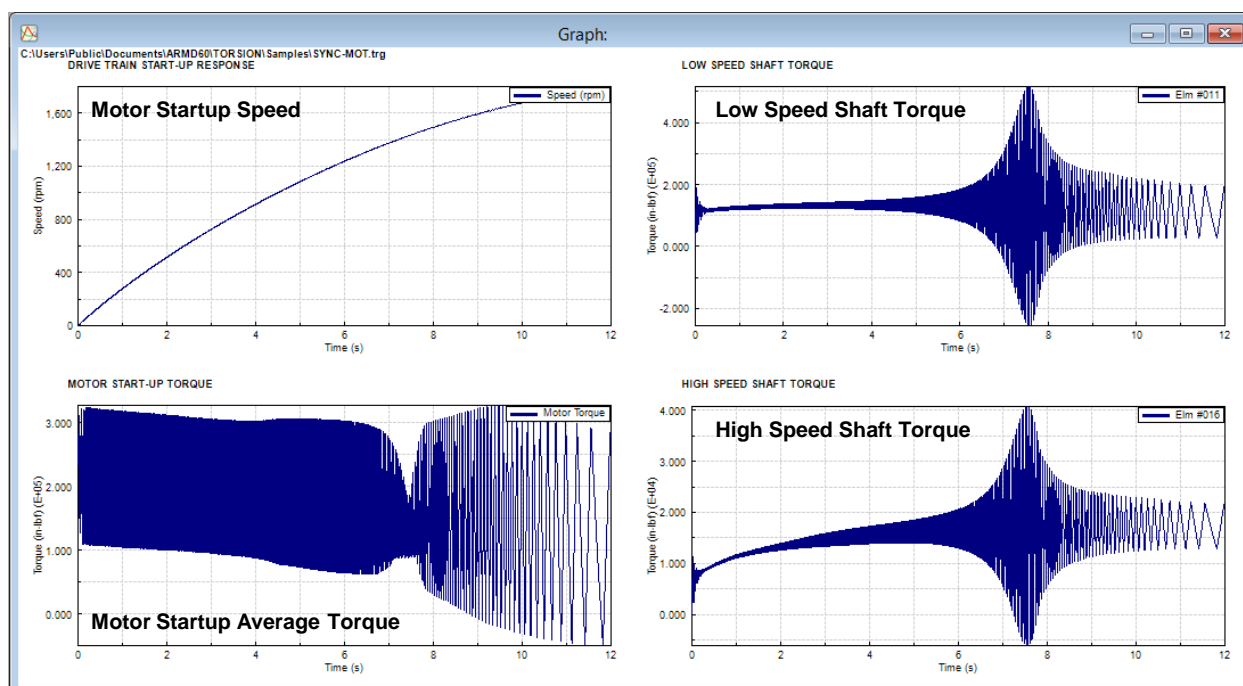 Graph:
C:\Users\Public\Documents\ARMD60\TORSION\Samples\SYNC-MOT.trg
DRIVE TRAIN START-UP RESPONSE
Motor Startup Speed
Speed (rpm)
1,600
1,200
800
400
0
Speed (rpm)
0 2 4 6 8 10 12
Time (s)
LOW SPEED SHAFT TORQUE
Low Speed Shaft Torque
Elm #011
4.000
2.000
0.000
-2.000
Torque (in-lbf) (E+05)
0 2 4 6 8 10 12
Time (s)
MOTOR START-UP TORQUE
Motor Torque
3.000
2.000
1.000
0.000
Torque (in-lbf) (E+05)
Motor Startup Average Torque
0 2 4 6 8 10 12
Time (s)
HIGH SPEED SHAFT TORQUE
High Speed Shaft Torque
Elm #016
4.000
3.000
2.000
1.000
0.000
Torque (in-lbf) (E+04)
0 2 4 6 8 10 12
Time (s)